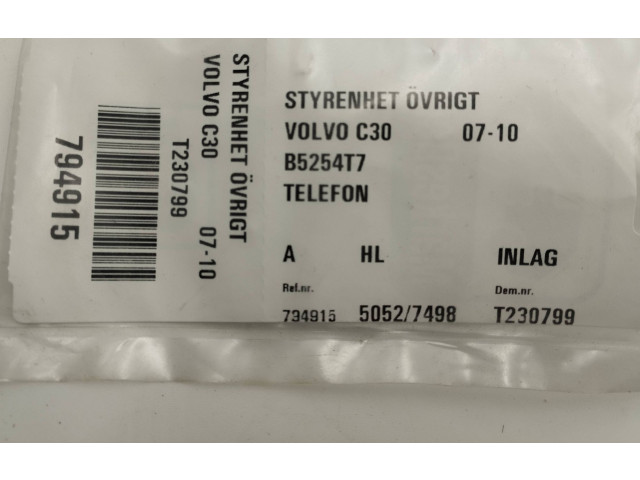 STYRENHET ÖVRIGT
VOLVO C30 07-10
T230799
794915
STYRENHET ÖVRIGT
VOLVO C30 07-10
B5254T7
TELEFON
A HL INLAG
Ref.nr. Dem.nr.
794915 5052/7498 T230799